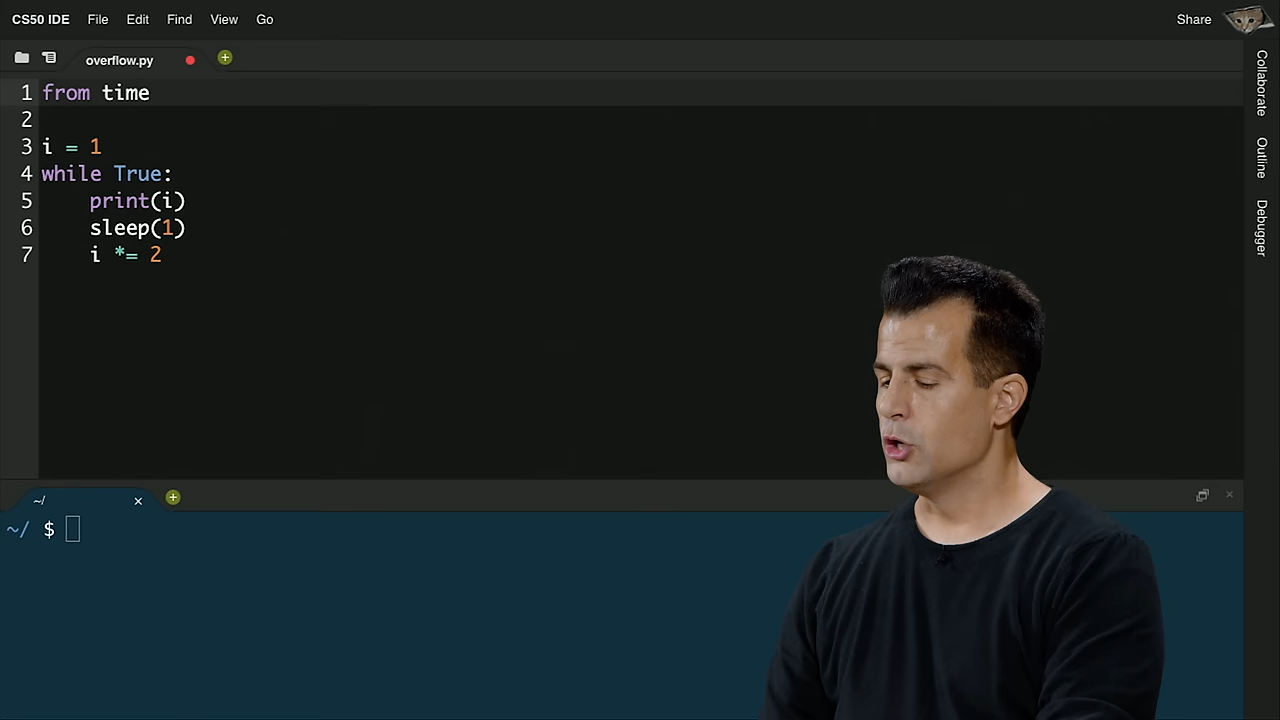 CS50 IDE File Edit Find View Go Share
overflow.py
1 from time
2
3 i = 1
4 while True:
5     print(i)
6     sleep(1)
7     i *= 2
Collaborate
Outline
Debugger
~/
~/ $